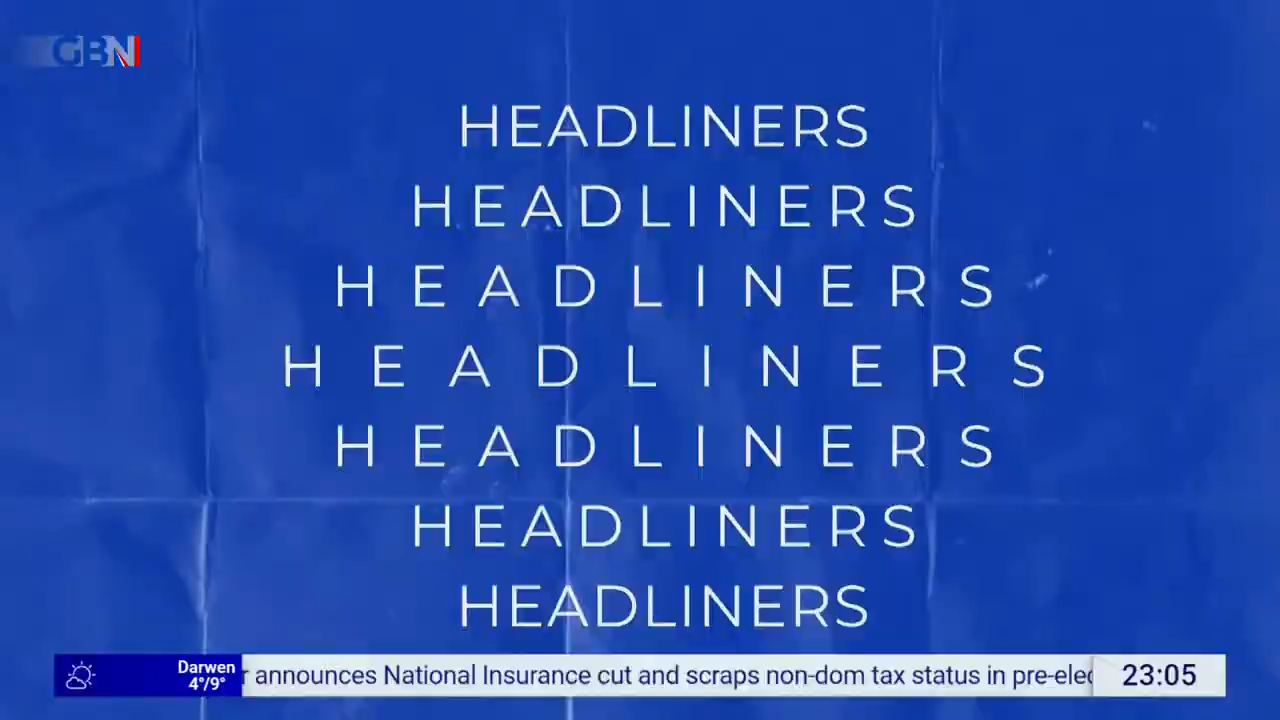 GBN
HEADLINERS
HEADLINERS
HEADLINERS
HEADLINERS
HEADLINERS
HEADLINERS
HEADLINERS
Darwen
4°/9°
r announces National Insurance cut and scraps non-dom tax status in pre-elec
23:05